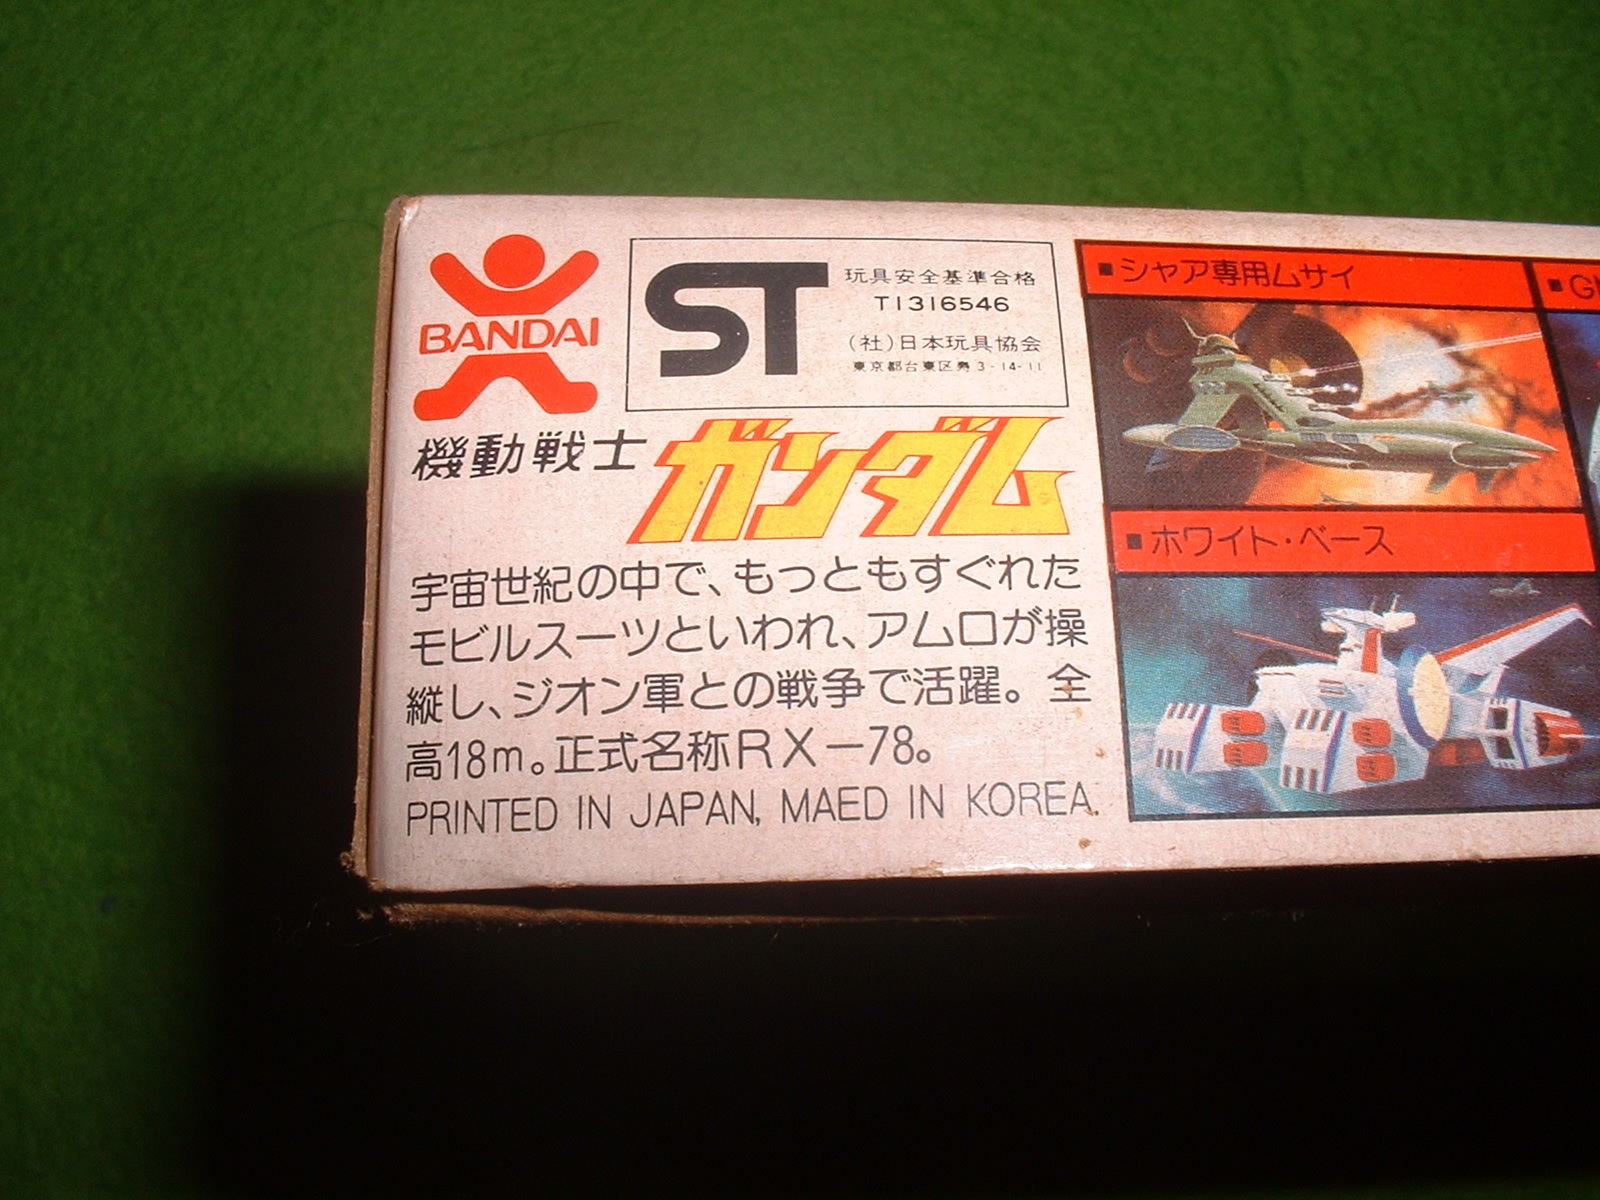 BANDAI
ST
玩具安全基準合格
T1316546
(社)日本玩具協会
東京都台東区寿3-14-11
機動戦士ガンダム
宇宙世紀の中で、もっともすぐれた
モビルスーツといわれ、アムロが操
縦し、ジオン軍との戦争で活躍。全
高18m。正式名称RX-78。
PRINTED IN JAPAN, MAED IN KOREA.
■シャア専用ムサイ
■ホワイト・ベース